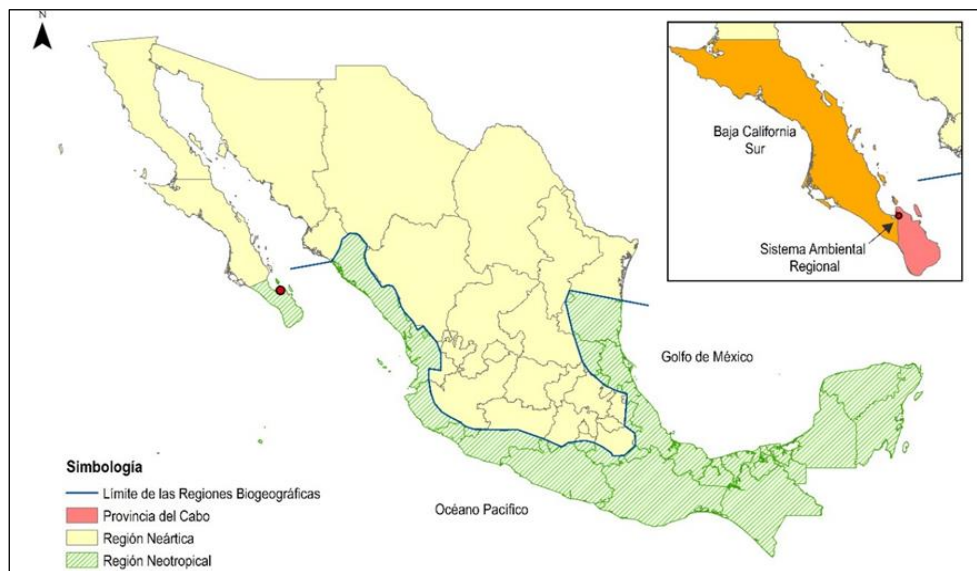 N
Baja California
Sur
Sistema Ambiental
Regional
Golfo de México
Océano Pacifico
Simbología
Límite de las Regiones Biogeográficas
Provincia del Cabo
Región Neártica
Región Neotropical